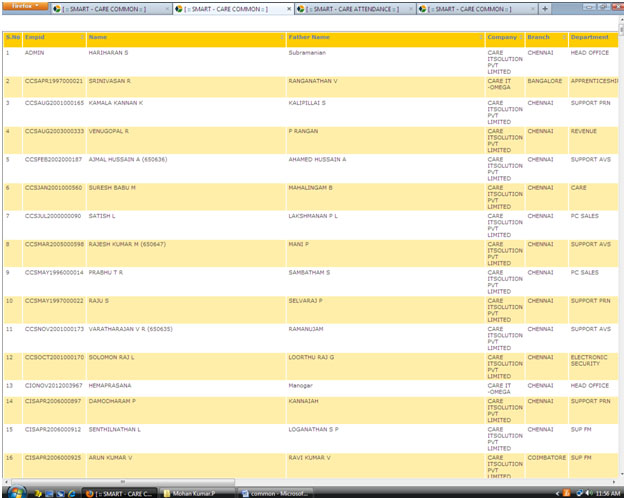 Firefox
[ :: SMART - CARE COMMON :: ] × [ :: SMART - CARE COMMON :: ] × [ :: SMART - CARE ATTENDANCE :: ] × [ :: SMART - CARE COMMON :: ] × +
S.No Empid Name Father Name Company Branch Department
1 ADMIN HARIHARAN S Subramanian CARE CHENNAI HEAD OFFICE
ITSOLUTION
PVT
LIMITED
2 CCSAPR1997000021 SRINIVASAN R RANGANATHAN V CARE IT BANGALORE APPRENTICESHI
-OMEGA
3 CCSAUG2001000165 KAMALA KANNAN K KALIPILLAI S CARE CHENNAI SUPPORT PRN
ITSOLUTION
PVT
LIMITED
4 CCSAUG2003000333 VENUGOPAL R P RANGAN CARE CHENNAI REVENUE
ITSOLUTION
PVT
LIMITED
5 CCSFEB2002000187 AJMAL HUSSAIN A (650636) AHAMED HUSSAIN A CARE CHENNAI SUPPORT AVS
ITSOLUTION
PVT
LIMITED
6 CCSJAN2001000560 SURESH BABU M MAHALINGAM B CARE CHENNAI CARE
ITSOLUTION
PVT
LIMITED
7 CCSJUL2000000090 SATISH L LAKSHMANAN P L CARE CHENNAI PC SALES
ITSOLUTION
PVT
LIMITED
8 CCSMAR2005000598 RAJESH KUMAR M (650647) MANI P CARE CHENNAI SUPPORT AVS
ITSOLUTION
PVT
LIMITED
9 CCSMAY1996000014 PRABHU T R SAMBATHAM S CARE CHENNAI PC SALES
ITSOLUTION
PVT
LIMITED
10 CCSMAY1997000022 RAJU S SELVARAJ P CARE CHENNAI SUPPORT PRN
ITSOLUTION
PVT
LIMITED
11 CCSNOV2001000173 VARATHARAJAN V R (650635) RAMANUJAM CARE CHENNAI SUPPORT AVS
ITSOLUTION
PVT
LIMITED
12 CCSOCT2001000170 SOLOMON RAJ L LOORTHU RAJ G CARE CHENNAI ELECTRONIC
ITSOLUTION SECURITY
PVT
LIMITED
13 CIONOV2012003967 HEMAPRASANA Manogar CARE IT CHENNAI HEAD OFFICE
-OMEGA
14 CISAPR2006000897 DAMODHARAM P KANNAIAH CARE CHENNAI SUPPORT PRN
ITSOLUTION
PVT
LIMITED
15 CISAPR2006000912 SENTHILNATHAN L LOGANATHAN S P CARE CHENNAI SUP FM
ITSOLUTION
PVT
LIMITED
16 CISAPR2006000925 ARUN KUMAR V RAVI KUMAR V CARE COIMBATORE SUP FM
ITSOLUTION
PVT
LIMITED
[ :: SMART - CARE C... Mohan Kumar.P common - Microsof... 11:56 AM